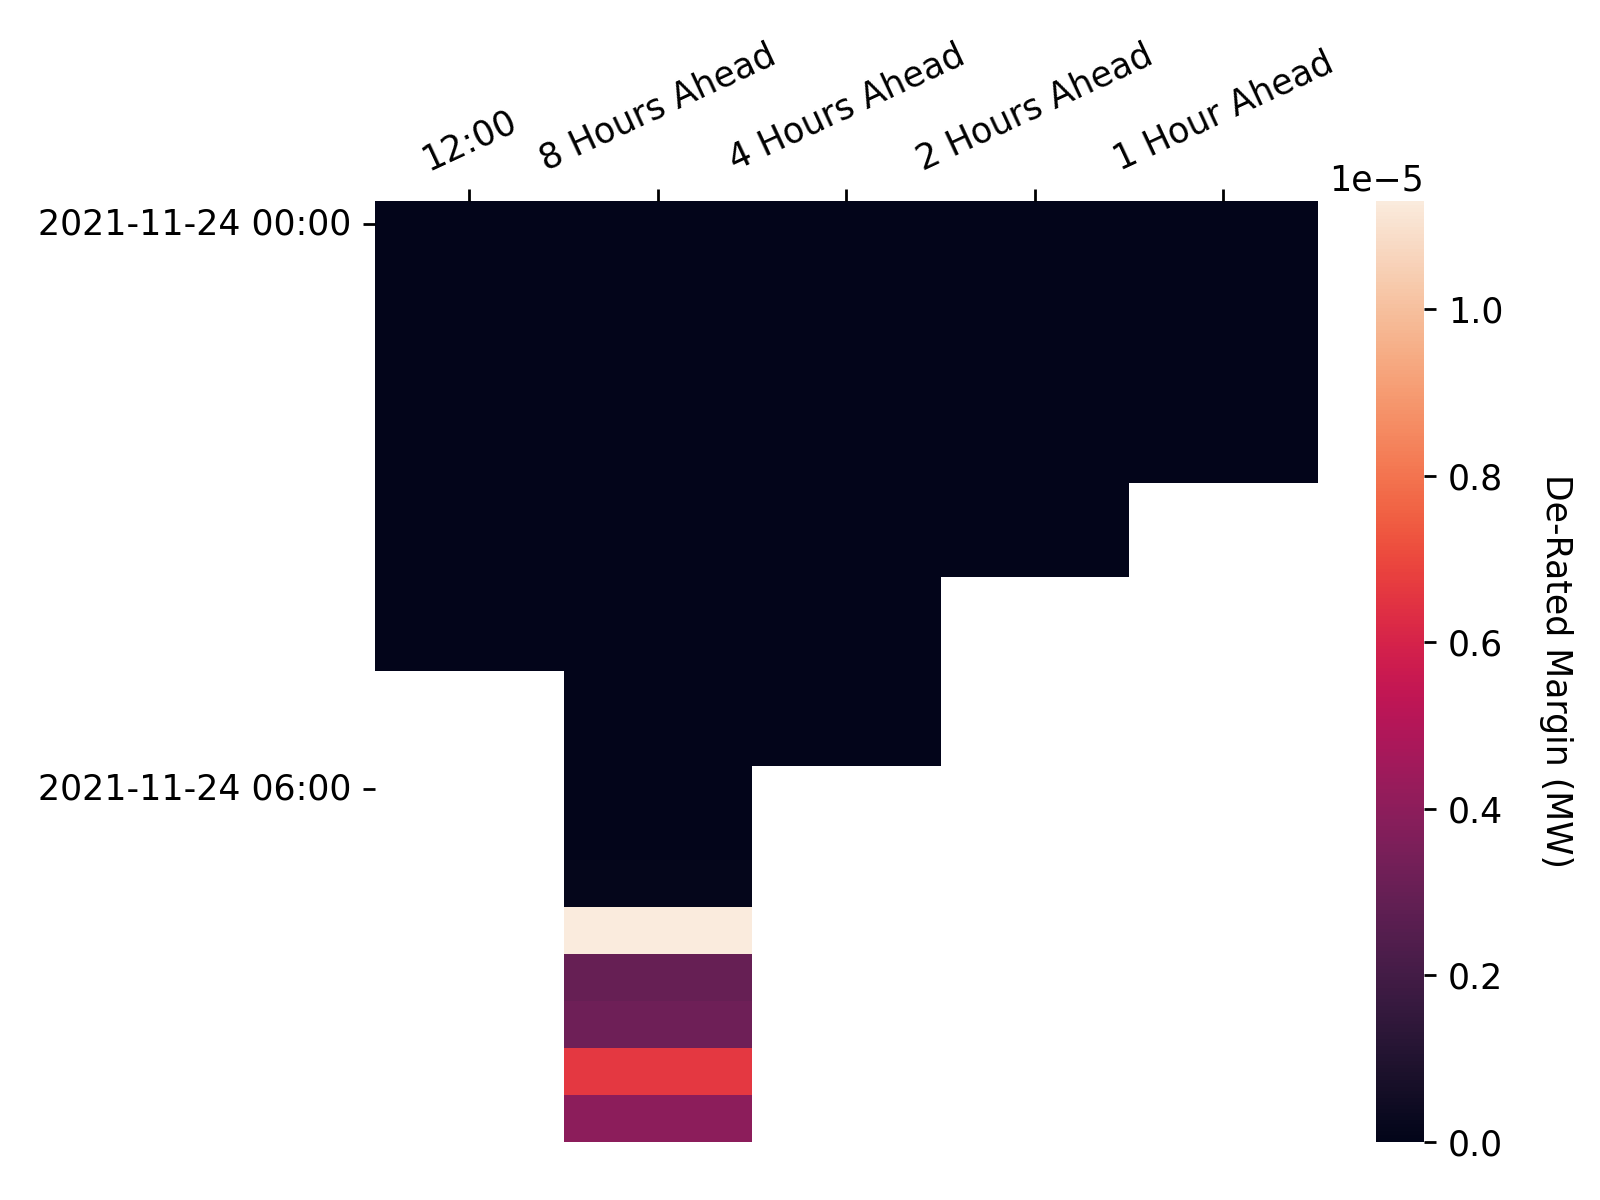 12:00
8 Hours Ahead
4 Hours Ahead
2 Hours Ahead
1 Hour Ahead
1e−5
2021-11-24 00:00
2021-11-24 06:00
1.0
0.8
0.6
0.4
0.2
0.0
De-Rated Margin (MW)